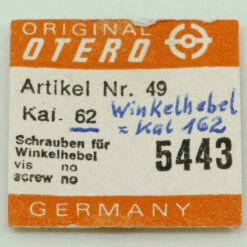 ORIGINAL
OTERO
Artikel Nr. 49
Kal. 62 Winkelhebel
= Kal 162
Schrauben für
Winkelhebel
vis no
screw no
5443
GERMANY